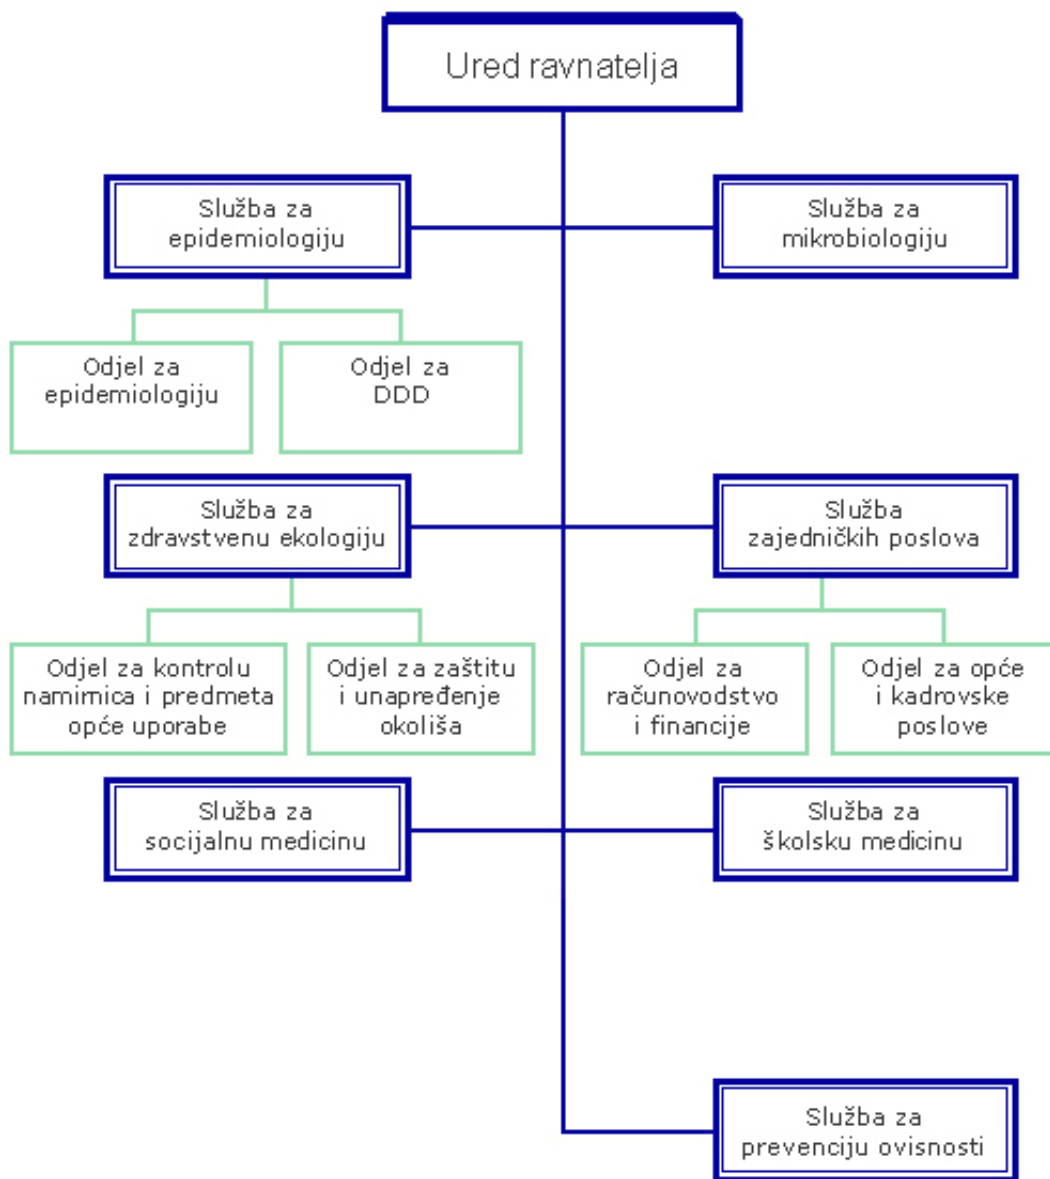 Ured ravnatelja
Služba za
epidemiologiju
Služba za
mikrobiologiju
Odjel za
epidemiologiju
Odjel za
DDD
Služba za
zdravstvenu ekologiju
Služba
zajedničkih poslova
Odjel za kontrolu
namirnica i predmeta
opće uporabe
Odjel za zaštitu
i unapređenje
okoliša
Odjel za
računovodstvo
i financije
Odjel za opće
i kadrovske
poslove
Služba za
socijalnu medicinu
Služba za
školsku medicinu
Služba za
prevenciju ovisnosti